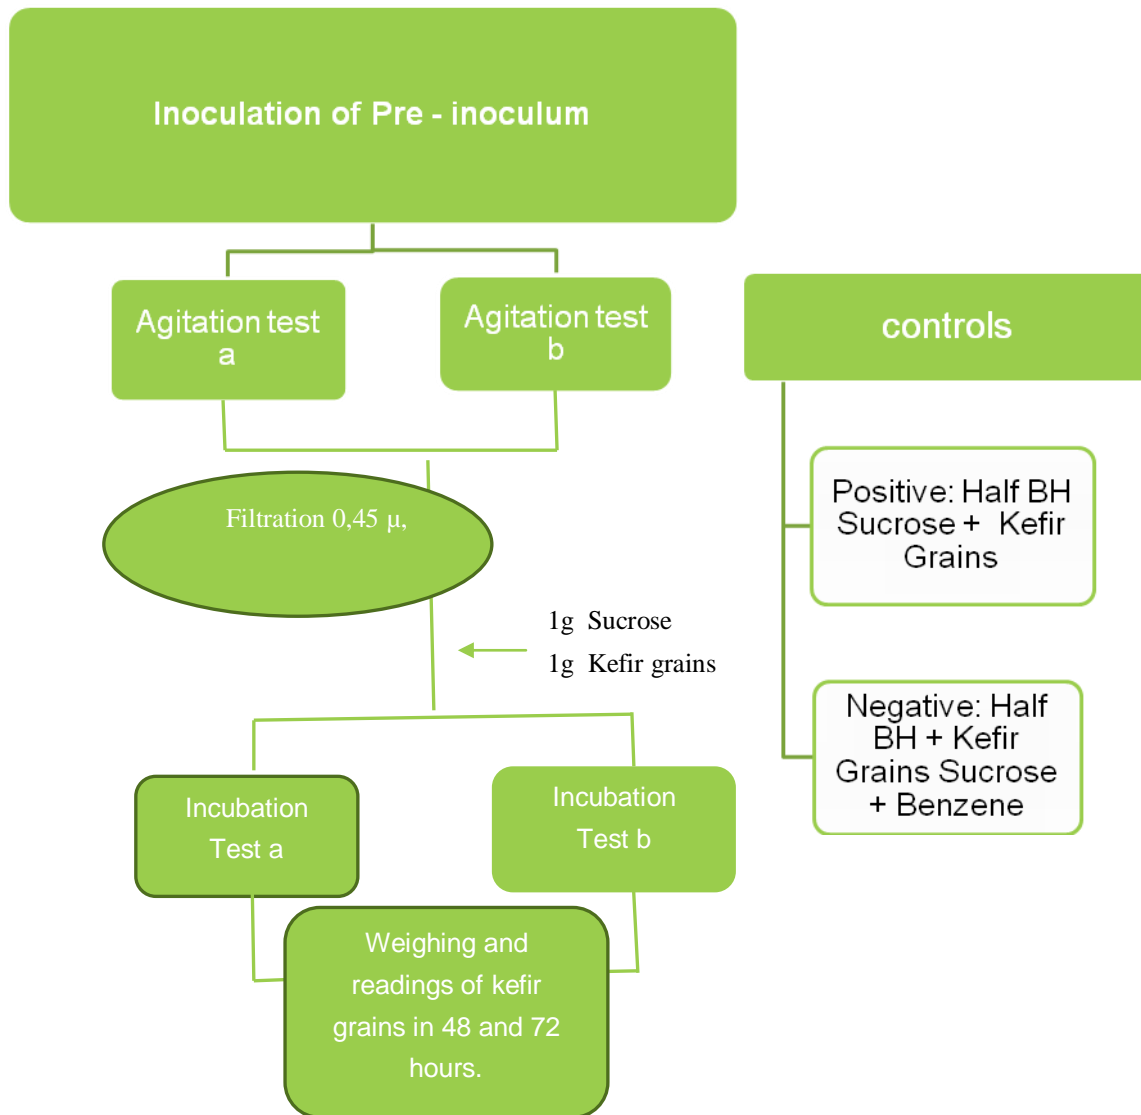 Inoculation of Pre - inoculum
Agitation test
a
Agitation test
b
controls
Positive: Half BH
Sucrose + Kefir
Grains
Filtration 0,45 µ,
1g Sucrose
1g Kefir grains
Negative: Half
BH + Kefir
Grains Sucrose
+ Benzene
Incubation
Test a
Incubation
Test b
Weighing and
readings of kefir
grains in 48 and 72
hours.